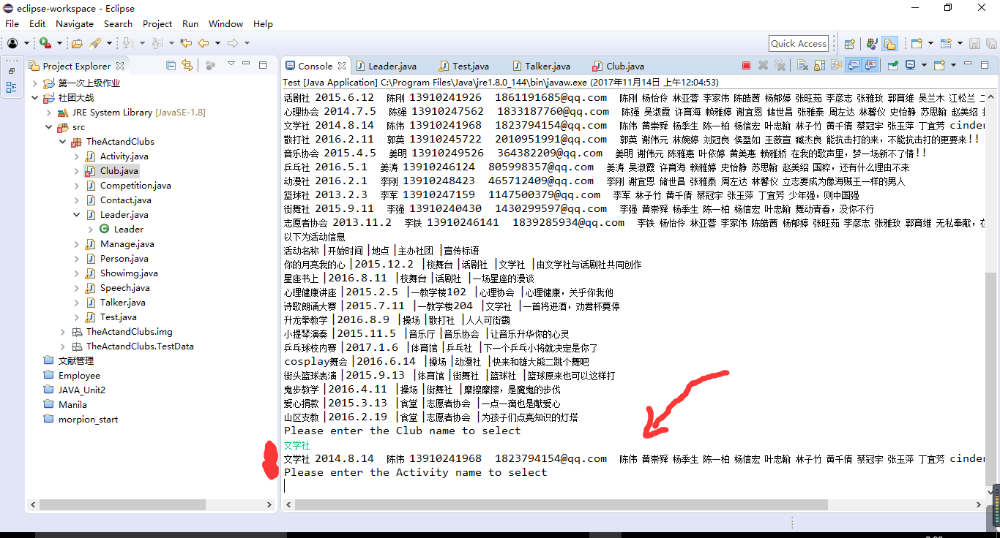 eclipse-workspace - Eclipse
File Edit Navigate Search Project Run Window Help
Quick Access
Project Explorer
Console Leader.java Test.java Talker.java Club.java
Test [Java Application] C:\Program Files\Java\jre1.8.0_144\bin\javaw.exe (2017年11月14日 上午12:04:53)
第一次上级作业
社团大战
JRE System Library [JavaSE-1.8]
src
TheActandClubs
Activity.java
Club.java
Competition.java
Contact.java
Leader.java
Leader
Manage.java
Person.java
Showimg.java
Speech.java
Talker.java
Test.java
TheActandClubs.img
TheActandClubs.TestData
文献管理
Employee
JAVA_Unit2
Manila
morpion_start
话剧社 2015.6.12 陈刚 13910241926 1861191685@qq.com 陈刚 杨怡伶 林亚蓉 李家伟 陈皓茜 杨郁婷 张旺茹 李彦志 张雅玟 郭育维 吴兰木 江松兰
心理协会 2014.7.5 陈强 13910247562 1833187760@qq.com 陈强 吴淑霞 许育海 赖雅婷 谢宜恩 储世昌 张雅泰 周左达 林馨仪 史怡静 苏思翰 赵美绍
文学社 2014.8.14 陈伟 13910241968 1823794154@qq.com 陈伟 黄崇舜 杨季生 陈一柏 杨信宏 叶忠翰 林子竹 黄千倩 蔡冠宇 张玉萍 丁宜芳 cinder
散打社 2016.2.11 郭英 13910245722 2010951991@qq.com 郭英 谢伟元 林婉婷 刘冠良 侯盈如 王薇宣 臧杰良 能抗击打的来，不能抗击打的更要来!!
音乐协会 2015.4.5 姜明 13910249526 364382209@qq.com 姜明 谢伟元 陈雅惠 叶依婷 黄美惠 赖雅娇 在我的歌声里，梦一场新不了情!!
乒乓社 2016.5.1 姜涛 13910246124 805998357@qq.com 姜涛 吴淑霞 许育海 赖雅婷 史怡静 苏思翰 赵美绍 国粹，还有什么理由不来
动漫社 2016.2.1 李刚 13910248423 465712409@qq.com 李刚 谢宜恩 储世昌 张雅泰 周左达 林馨仪 立志要成为像海贼王一样的男人
篮球社 2013.2.3 李军 13910247159 1147500379@qq.com 李军 林子竹 黄千倩 蔡冠宇 张玉萍 丁宜芳 少年强，则中国强
街舞社 2015.9.11 李强 13910240430 1430299597@qq.com 李强 黄崇舜 杨季生 陈一柏 杨信宏 叶忠翰 舞动青春，没你不行
志愿者协会 2013.11.2 李铁 13910246141 1839285934@qq.com 李铁 杨怡伶 林亚蓉 李家伟 陈皓茜 杨郁婷 张旺茹 李彦志 张雅玟 郭育维 无私奉献，在
以下为活动信息
活动名称 |开始时间 |地点 |主办社团 |宣传标语
你的月亮我的心 |2015.12.2 |校舞台 |话剧社 |文学社 |由文学社与话剧社共同创作
星座书上 |2016.8.11 |校舞台 |话剧社 |一场星座的漫谈
心理健康讲座 |2015.2.5 |一教学楼102 |心理协会 |心理健康，关乎你我他
诗歌朗诵大赛 |2015.7.11 |一教学楼204 |文学社 |一首将进酒，劝君杯莫停
升龙拳教学 |2016.8.9 |操场 |散打社 |人人可街霸
小提琴演奏 |2015.11.5 |音乐厅 |音乐协会 |让音乐升华你的心灵
乒乓球校内赛 |2017.1.6 |体育馆 |乒乓社 |下一个乒乓小将就决定是你了
cosplay舞会 |2016.6.14 |操场 |动漫社 |快来和雄大能二跳个舞吧
街头篮球表演 |2015.9.13 |体育馆 |街舞社 |篮球社 |篮球原来也可以这样打
鬼步教学 |2016.4.11 |操场 |街舞社 |摩擦摩擦，是魔鬼的步伐
爱心捐款 |2015.3.13 |食堂 |志愿者协会 |一点一滴也是献爱心
山区支教 |2016.2.19 |食堂 |志愿者协会 |为孩子们点亮知识的灯塔
Please enter the Club name to select
文学社
文学社 2014.8.14 陈伟 13910241968 1823794154@qq.com 陈伟 黄崇舜 杨季生 陈一柏 杨信宏 叶忠翰 林子竹 黄千倩 蔡冠宇 张玉萍 丁宜芳 cinder
Please enter the Activity name to select